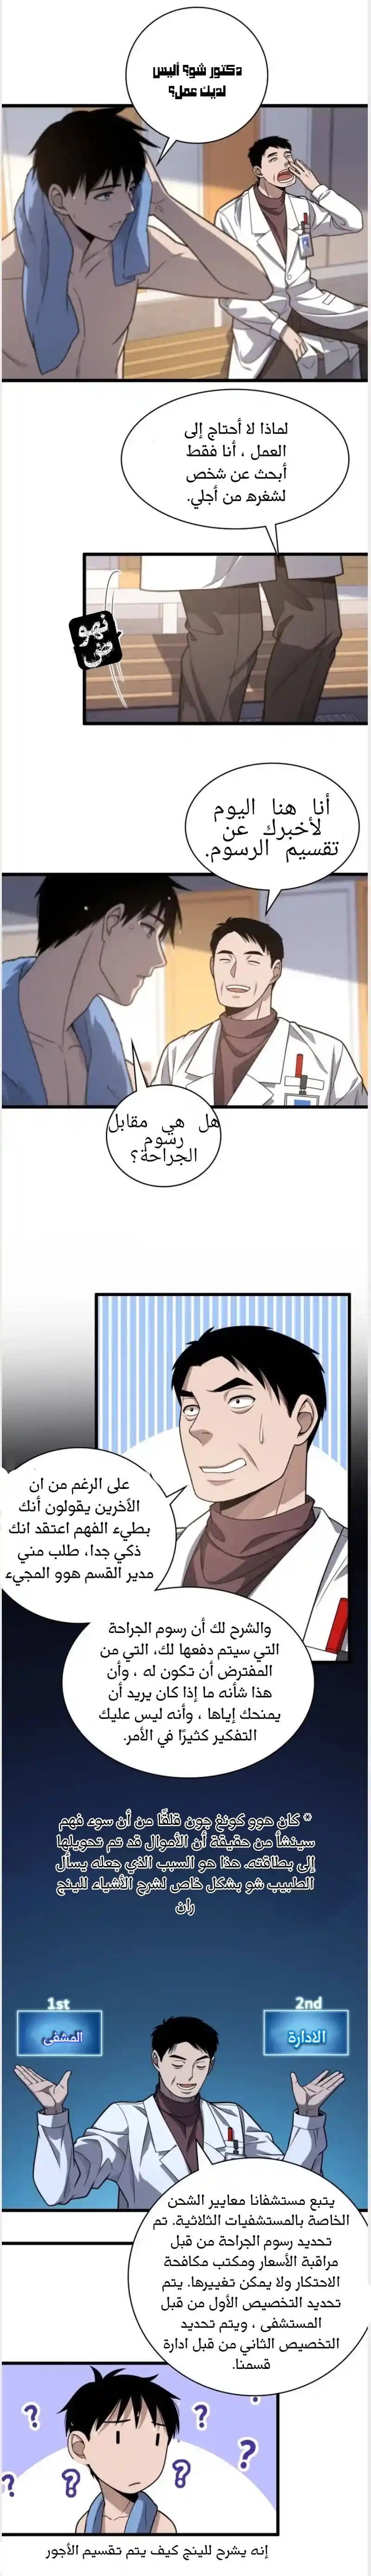 دكتور شو؟ أليس
لديك عمل؟
لماذا لا أحتاج إلى
العمل ، أنا فقط
أبحث عن شخص
لشغره من أجلي.
نهو
ض
أنا هنا اليوم
لأخبرك عن
تقسيم الرسوم.
هل هي مقابل
رسوم
الجراحة؟
على الرغم من ان
الأخرين يقولون أنك
بطيء الفهم اعتقد انك
ذكي جدا، طلب مني
مدير القسم هوو المجيء
والشرح لك أن رسوم الجراحة
التي سيتم دفعها لك، التي من
المفترض أن تكون له ، وأن
هذا شأنه ما إذا كان يريد أن
يمنحك إياها ، وأنه ليس عليك
التفكير كثيرًا في الأمر.
* كان هوو كونغ جون قلقًا من أن سوء فهم
سينشأ من حقيقة أن الأموال قد تم تحويلها
إلى بطاقته. هذا هو السبب الذي جعله يسأل
الطبيب شو بشكل خاص لشرح الأشياء للينج
ران
1st
المشفى
2nd
الادارة
يتبع مستشفانا معايير الشحن
الخاصة بالمستشفيات الثلاثية. تم
تحديد رسوم الجراحة من قبل
مراقبة الأسعار ومكتب مكافحة
الاحتكار ولا يمكن تغييرها. يتم
تحديد التخصيص الأول من قبل
المستشفى ، ويتم تحديد
التخصيص الثاني من قبل ادارة
قسمنا.
? ? ? ? ? ? ?
إنه يشرح للينج كيف يتم تقسيم الأجور